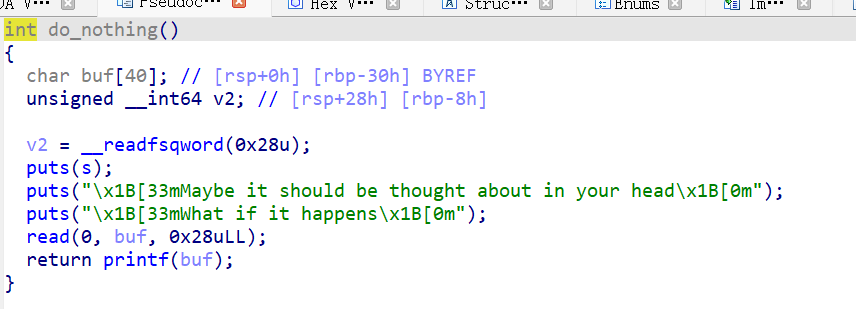 DA V··· Pseudoc··· Hex V··· Struc··· Enums Im···
int do_nothing()
{
  char buf[40]; // [rsp+0h] [rbp-30h] BYREF
  unsigned __int64 v2; // [rsp+28h] [rbp-8h]

  v2 = __readfsqword(0x28u);
  puts(s);
  puts("\x1B[33mMaybe it should be thought about in your head\x1B[0m");
  puts("\x1B[33mWhat if it happens\x1B[0m");
  read(0, buf, 0x28uLL);
  return printf(buf);
}